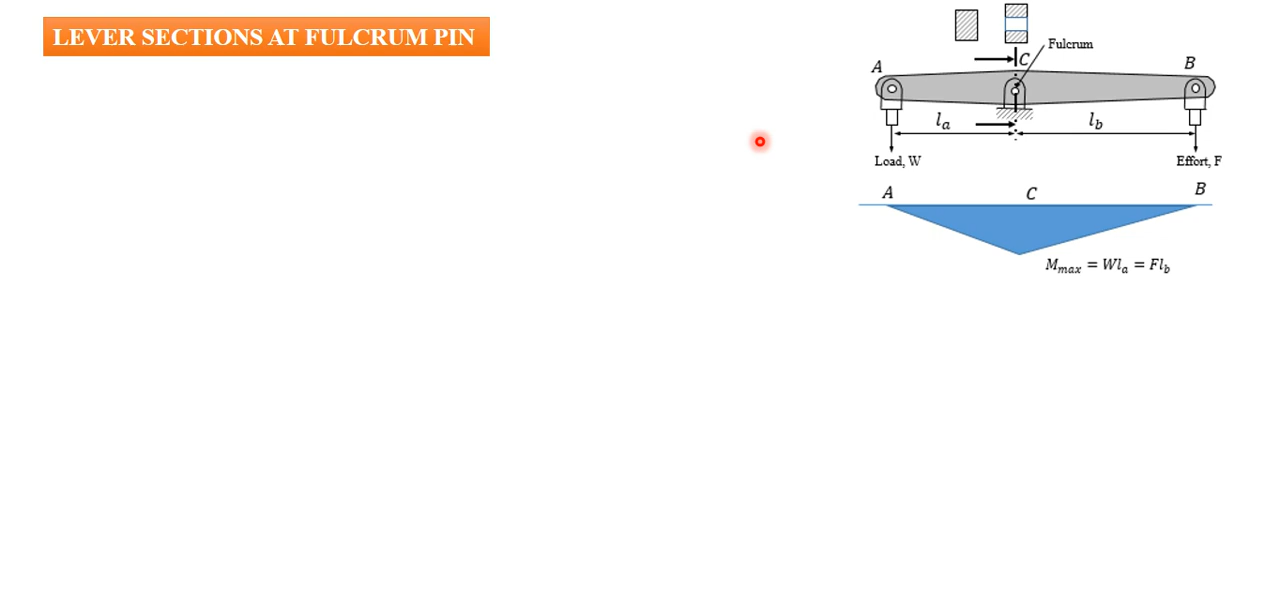 LEVER SECTIONS AT FULCRUM PIN
Fulcrum
C
A
B
l_a
l_b
Load, W
Effort, F
A
C
B
M_max = Wl_a = Fl_b